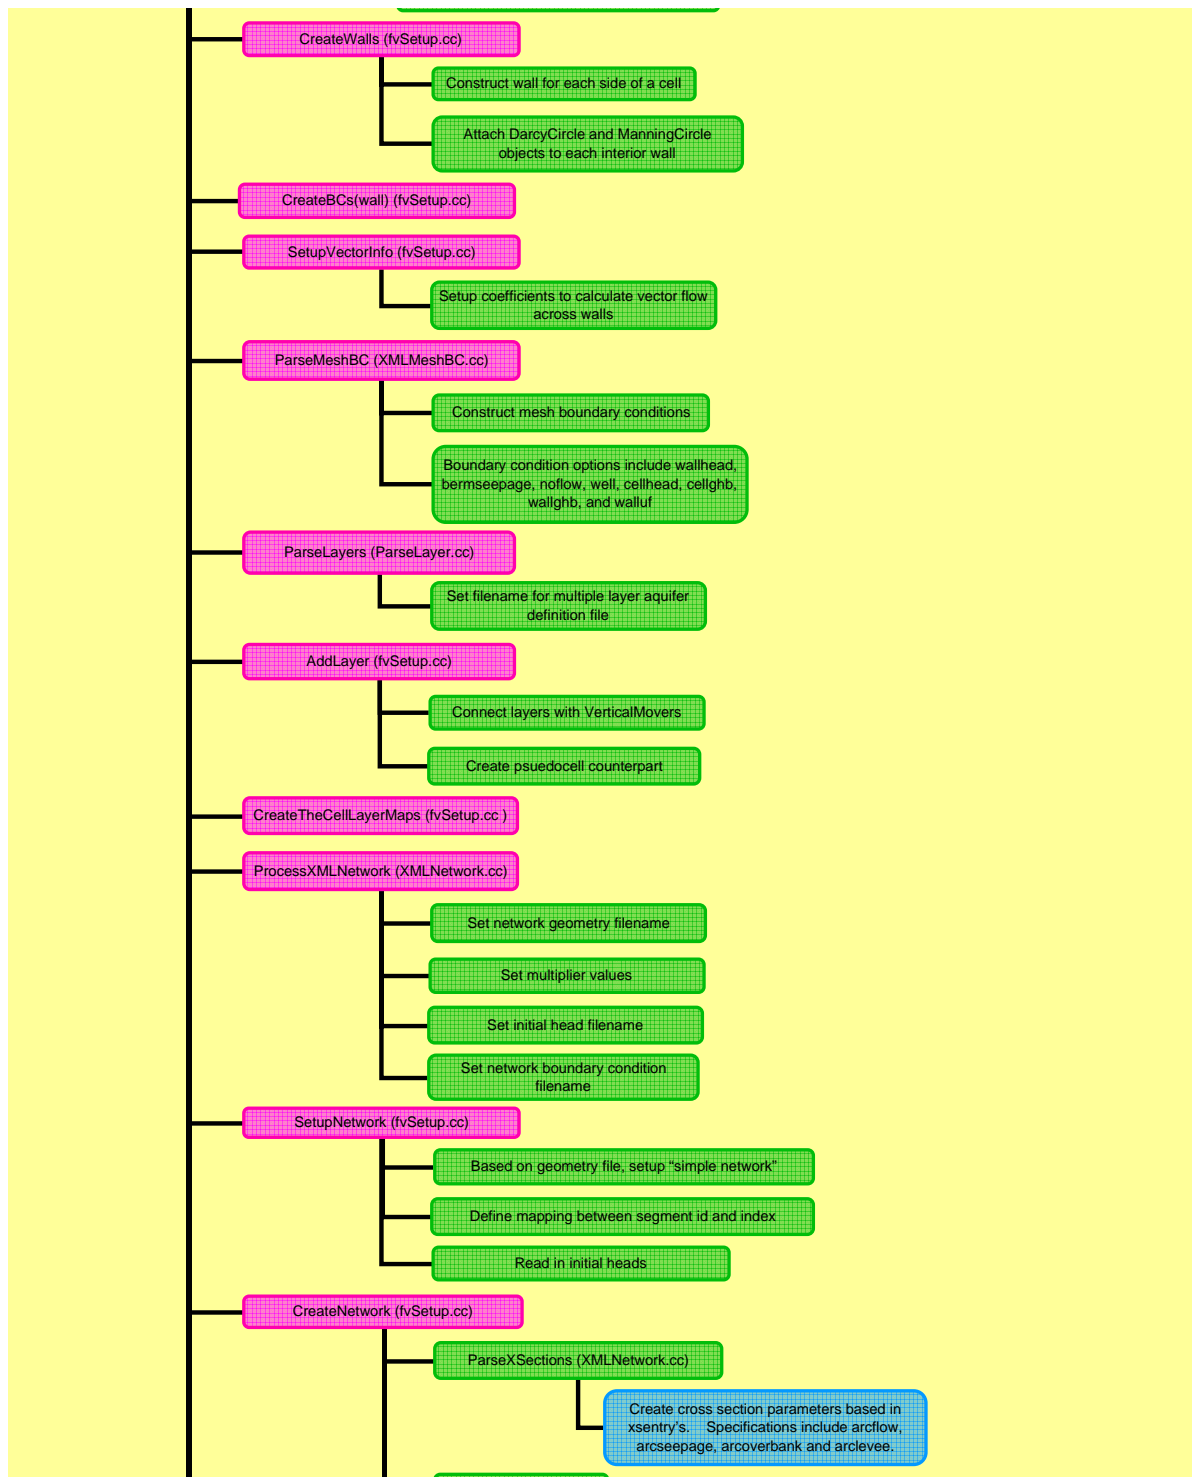 CreateWalls (fvSetup.cc)
Construct wall for each side of a cell
Attach DarcyCircle and ManningCircle
objects to each interior wall
CreateBCs(wall) (fvSetup.cc)
SetupVectorInfo (fvSetup.cc)
Setup coefficients to calculate vector flow
across walls
ParseMeshBC (XMLMeshBC.cc)
Construct mesh boundary conditions
Boundary condition options include wallhead,
bermseepage, noflow, well, cellhead, cellghb,
wallghb, and walluf
ParseLayers (ParseLayer.cc)
Set filename for multiple layer aquifer
definition file
AddLayer (fvSetup.cc)
Connect layers with VerticalMovers
Create psuedocell counterpart
CreateTheCellLayerMaps (fvSetup.cc )
ProcessXMLNetwork (XMLNetwork.cc)
Set network geometry filename
Set multiplier values
Set initial head filename
Set network boundary condition
filename
SetupNetwork (fvSetup.cc)
Based on geometry file, setup “simple network”
Define mapping between segment id and index
Read in initial heads
CreateNetwork (fvSetup.cc)
ParseXSections (XMLNetwork.cc)
Create cross section parameters based in
xsentry's.    Specifications include arcflow,
arcseepage, arcoverbank and arclevee.